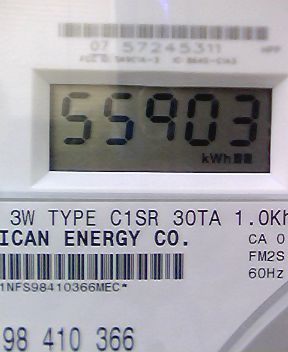 07 57245311
55903
kWh
3W TYPE C1SR 30TA 1.0Kh
ICAN ENERGY CO.
CA 0
FM2S
60Hz
1NFS98410366MEC*
98 410 366